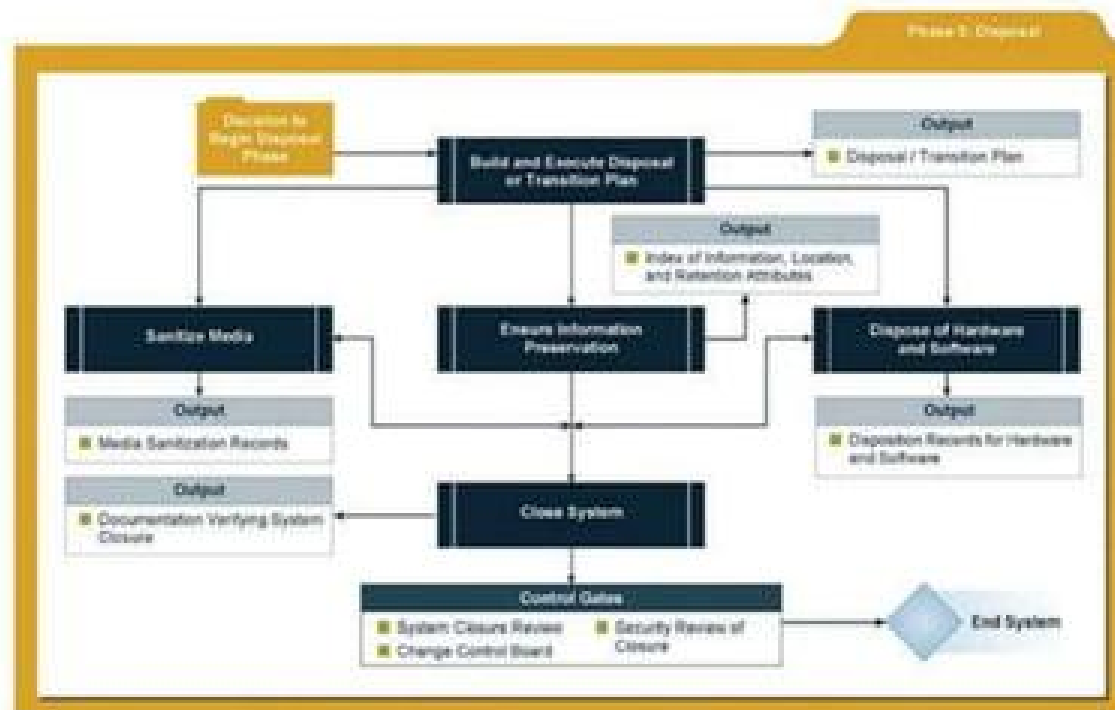 Phase 5: Disposal
Decision to
Begin Disposal
Phase
Build and Execute Disposal
or Transition Plan
Output
Disposal / Transition Plan
Output
Index of Information, Location,
and Retention Attributes
Sanitize Media
Ensure Information
Preservation
Dispose of Hardware
and Software
Output
Media Sanitization Records
Output
Disposition Records for Hardware
and Software
Output
Documentation Verifying System
Closure
Close System
Control Gates
System Closure Review
Change Control Board
Security Review of
Closure
End System